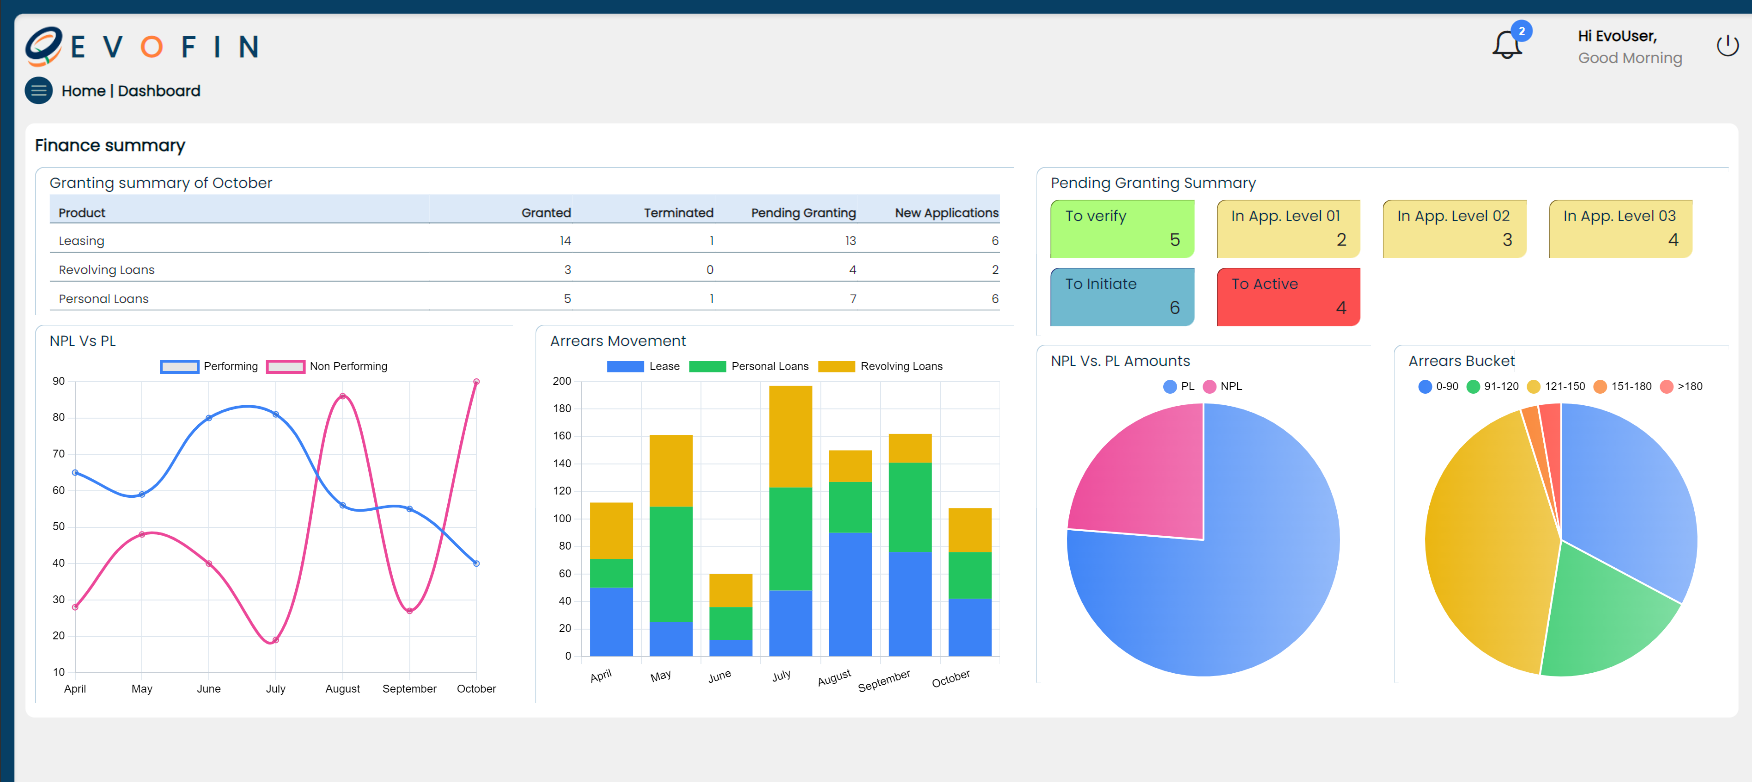 EVOFIN
2
Hi EvoUser,
Good Morning
Home | Dashboard
Finance summary
Granting summary of October
Product Granted Terminated Pending Granting New Applications
Leasing 14 1 13 6
Revolving Loans 3 0 4 2
Personal Loans 5 1 7 6
Pending Granting Summary
To verify
5
In App. Level 01
2
In App. Level 02
3
In App. Level 03
4
To Initiate
6
To Active
4
NPL Vs PL
Performing Non Performing
90
80
70
60
50
40
30
20
10
April May June July August September October
Arrears Movement
Lease Personal Loans Revolving Loans
200
180
160
140
120
100
80
60
40
20
0
April May June July August September October
NPL Vs. PL Amounts
PL NPL
Arrears Bucket
0-90 91-120 121-150 151-180 >180